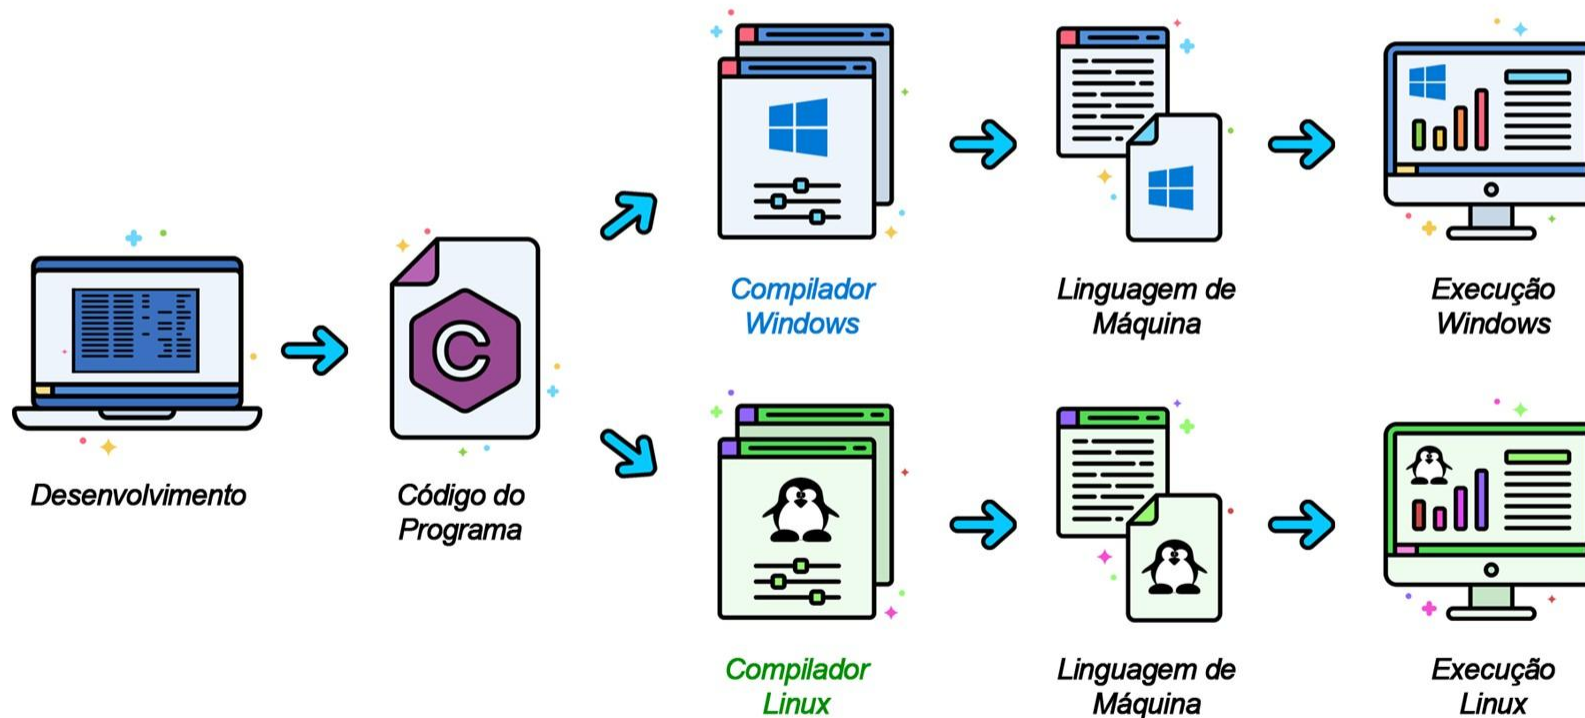 Desenvolvimento
Código do
Programa
C
Compilador
Windows
Linguagem de
Máquina
Execução
Windows
Compilador
Linux
Linguagem de
Máquina
Execução
Linux